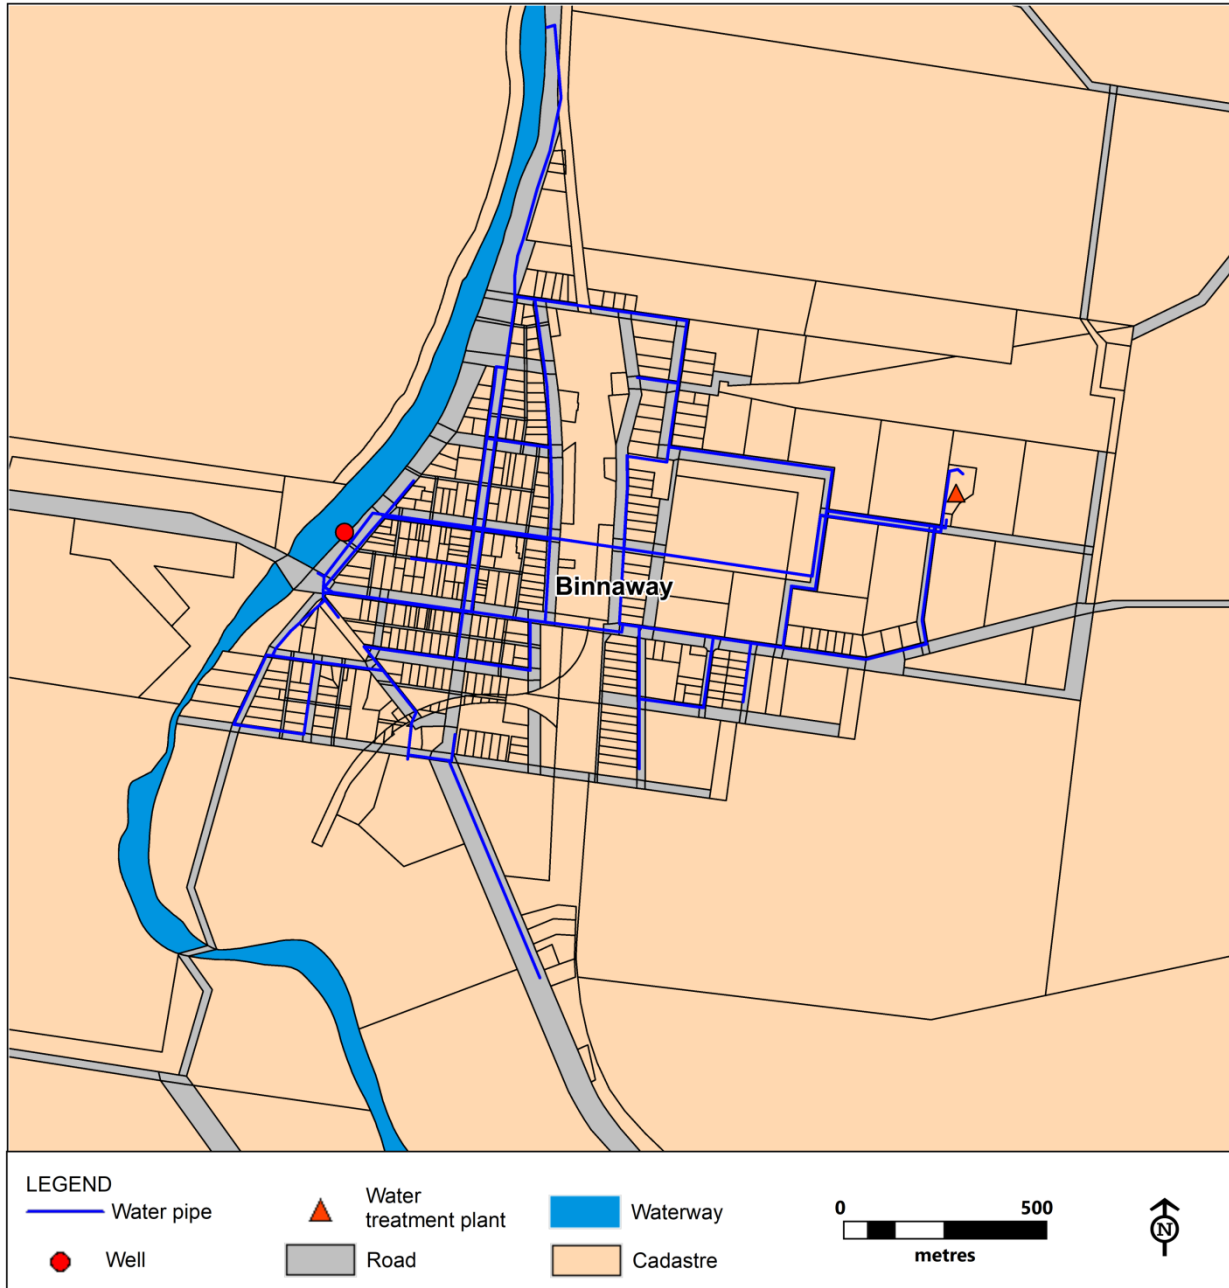 Binnaway
LEGEND
Water pipe
Water
treatment plant
Waterway
0 500
metres
N
Well
Road
Cadastre